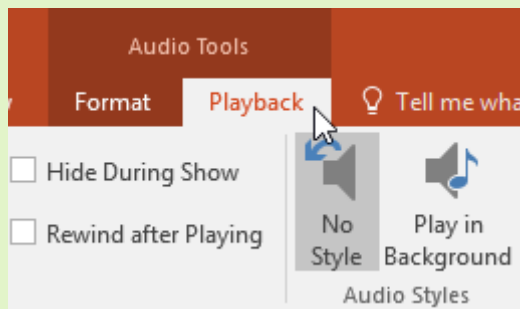 Audio Tools
Format Playback Tell me wha
Hide During Show
Rewind after Playing
No Style
Play in Background
Audio Styles